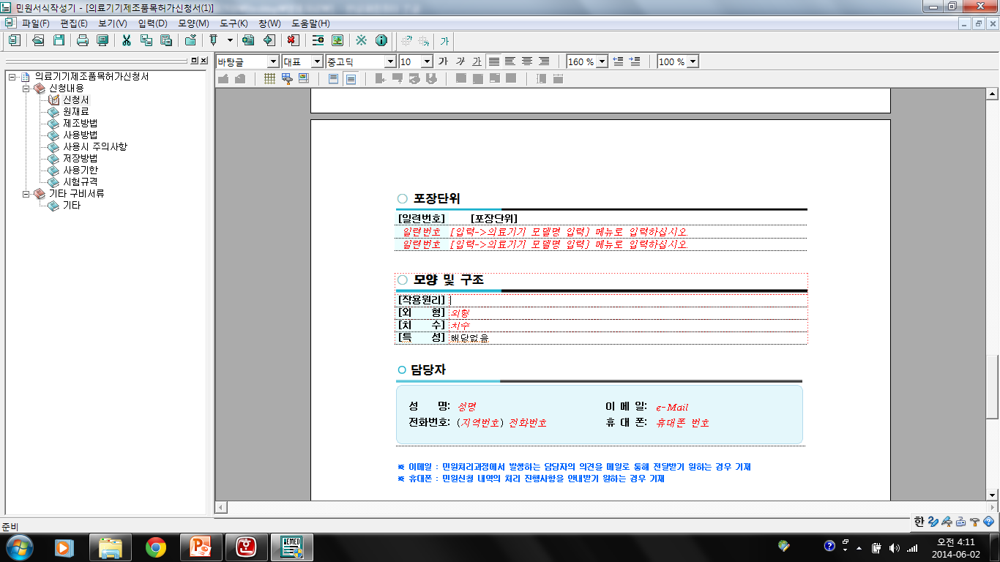 민원서식작성기 - [의료기기제조품목허가신청서(1)]
파일(F) 편집(E) 보기(V) 입력(D) 모양(M) 도구(K) 창(W) 도움말(H)
바탕글 대표 중고딕 10 가 가 가 160 % 100 %
의료기기제조품목허가신청서
신청내용
신청서
원재료
제조방법
사용방법
사용시 주의사항
저장방법
사용기한
시험규격
기타 구비서류
기타
포장단위
[일련번호] [포장단위]
일련번호 [입력->의료기기 모델명 입력] 메뉴로 입력하십시오.
일련번호 [입력->의료기기 모델명 입력] 메뉴로 입력하십시오.
모양 및 구조
[작용원리]
[외 형] 외형
[치 수] 치수
[특 성] 해당없음
담당자
성 명: 성명 이 메 일: e-Mail
전화번호: (지역번호) 전화번호 휴 대 폰: 휴대폰 번호
※ 이메일 : 민원처리과정에서 발생하는 담당자의 의견을 메일로 통해 전달받기 원하는 경우 기재
※ 휴대폰 : 민원신청 내역의 처리 진행사항을 안내받기 원하는 경우 기재
준비
한
KEMED
오전 4:11
2014-06-02